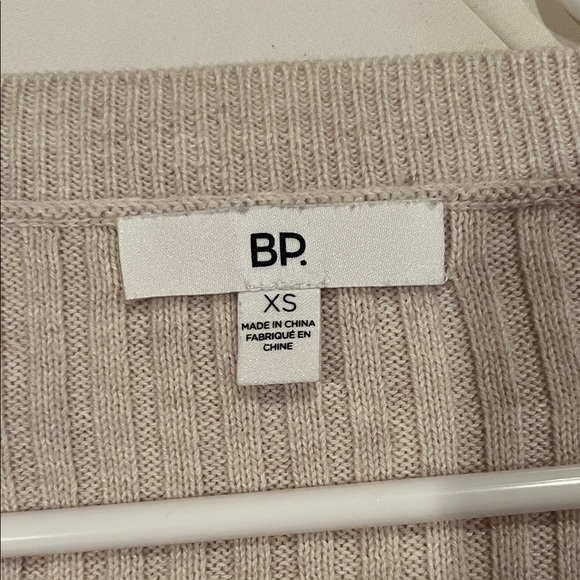 BP.
XS
MADE IN CHINA
FABRIQUÉ EN
CHINE